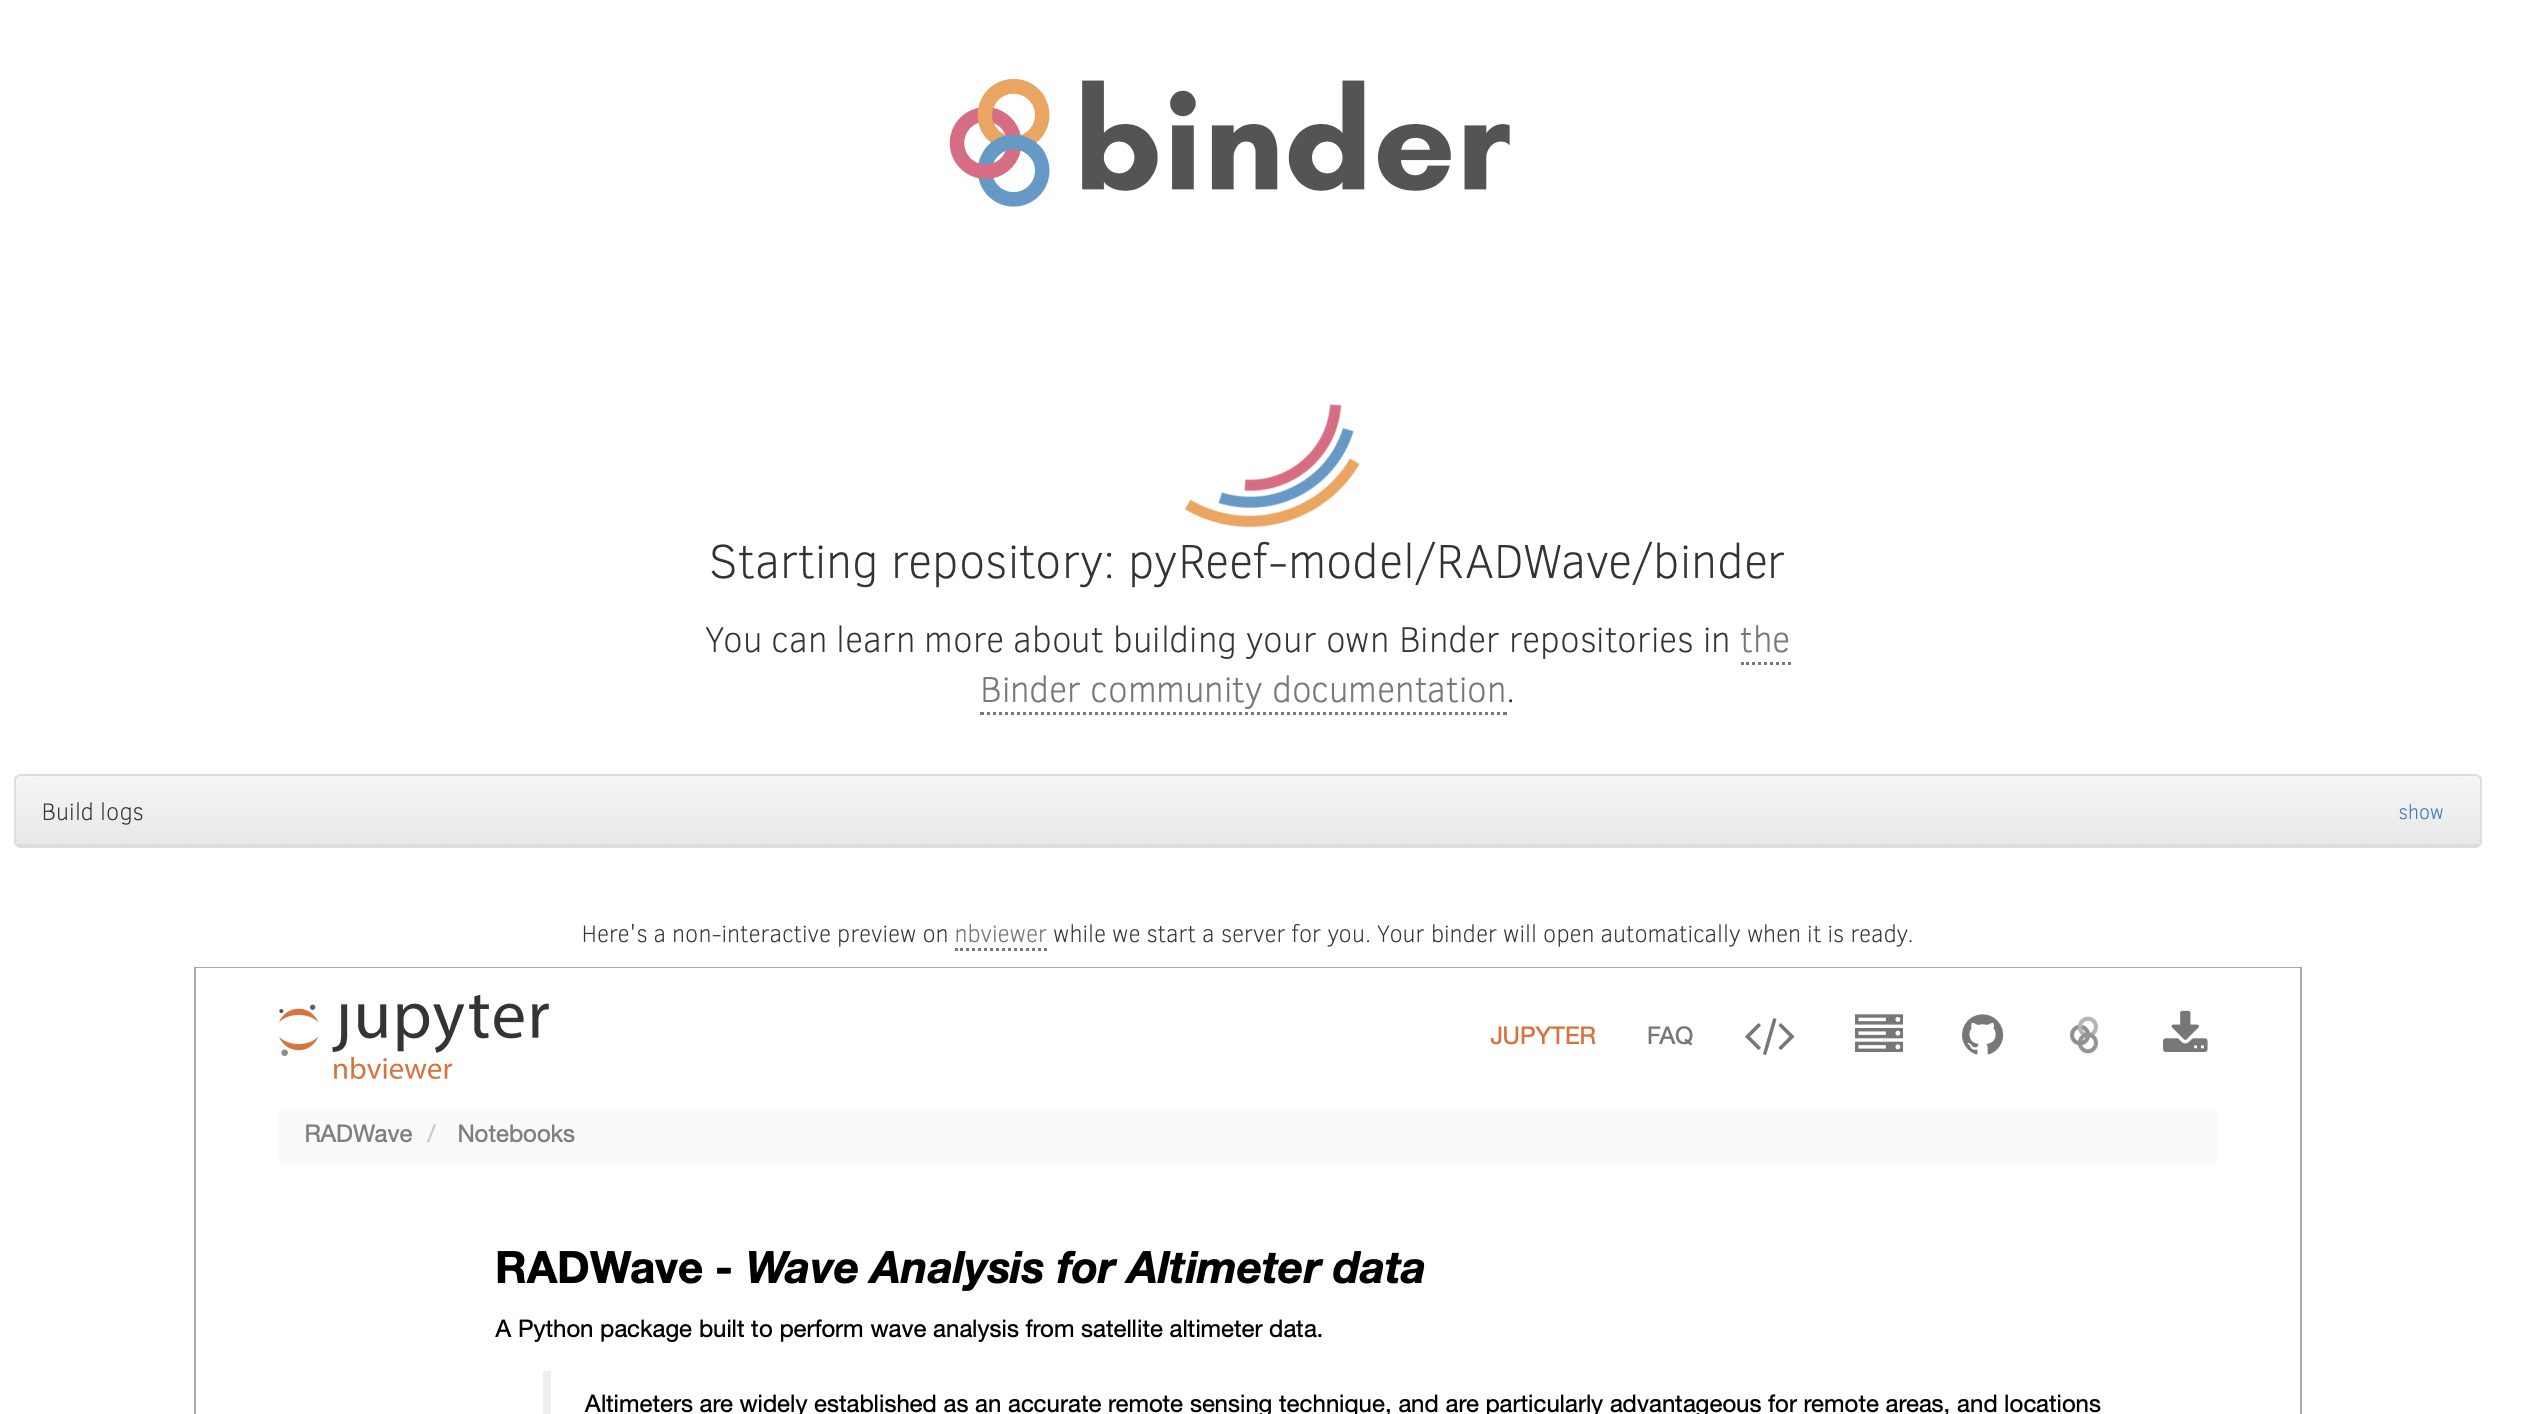 binder
Starting repository: pyReef-model/RADWave/binder
You can learn more about building your own Binder repositories in the
Binder community documentation.
Build logs
show
Here's a non-interactive preview on nbviewer while we start a server for you. Your binder will open automatically when it is ready.
jupyter
nbviewer
JUPYTER
FAQ
</>
RADWave / Notebooks
RADWave - Wave Analysis for Altimeter data
A Python package built to perform wave analysis from satellite altimeter data.
Altimeters are widely established as an accurate remote sensing technique, and are particularly advantageous for remote areas, and locations